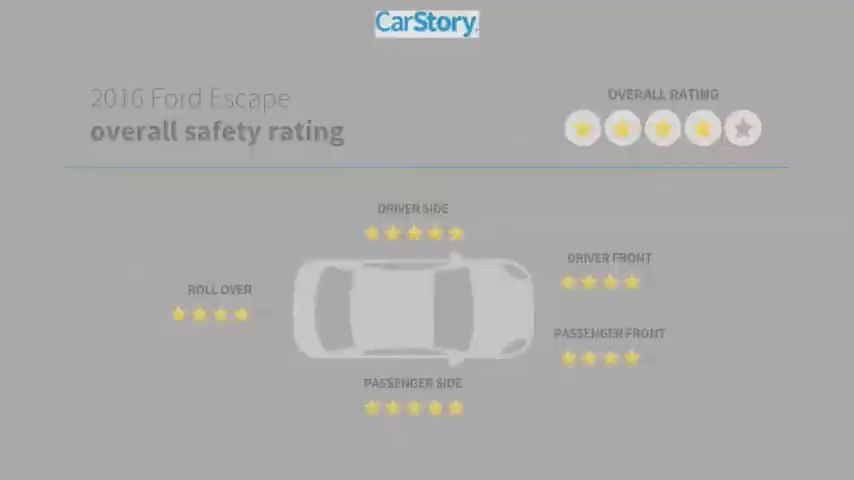 CarStory
2016 Ford Escape
overall safety rating
OVERALL RATING
DRIVER SIDE
DRIVER FRONT
ROLL OVER
PASSENGER FRONT
PASSENGER SIDE